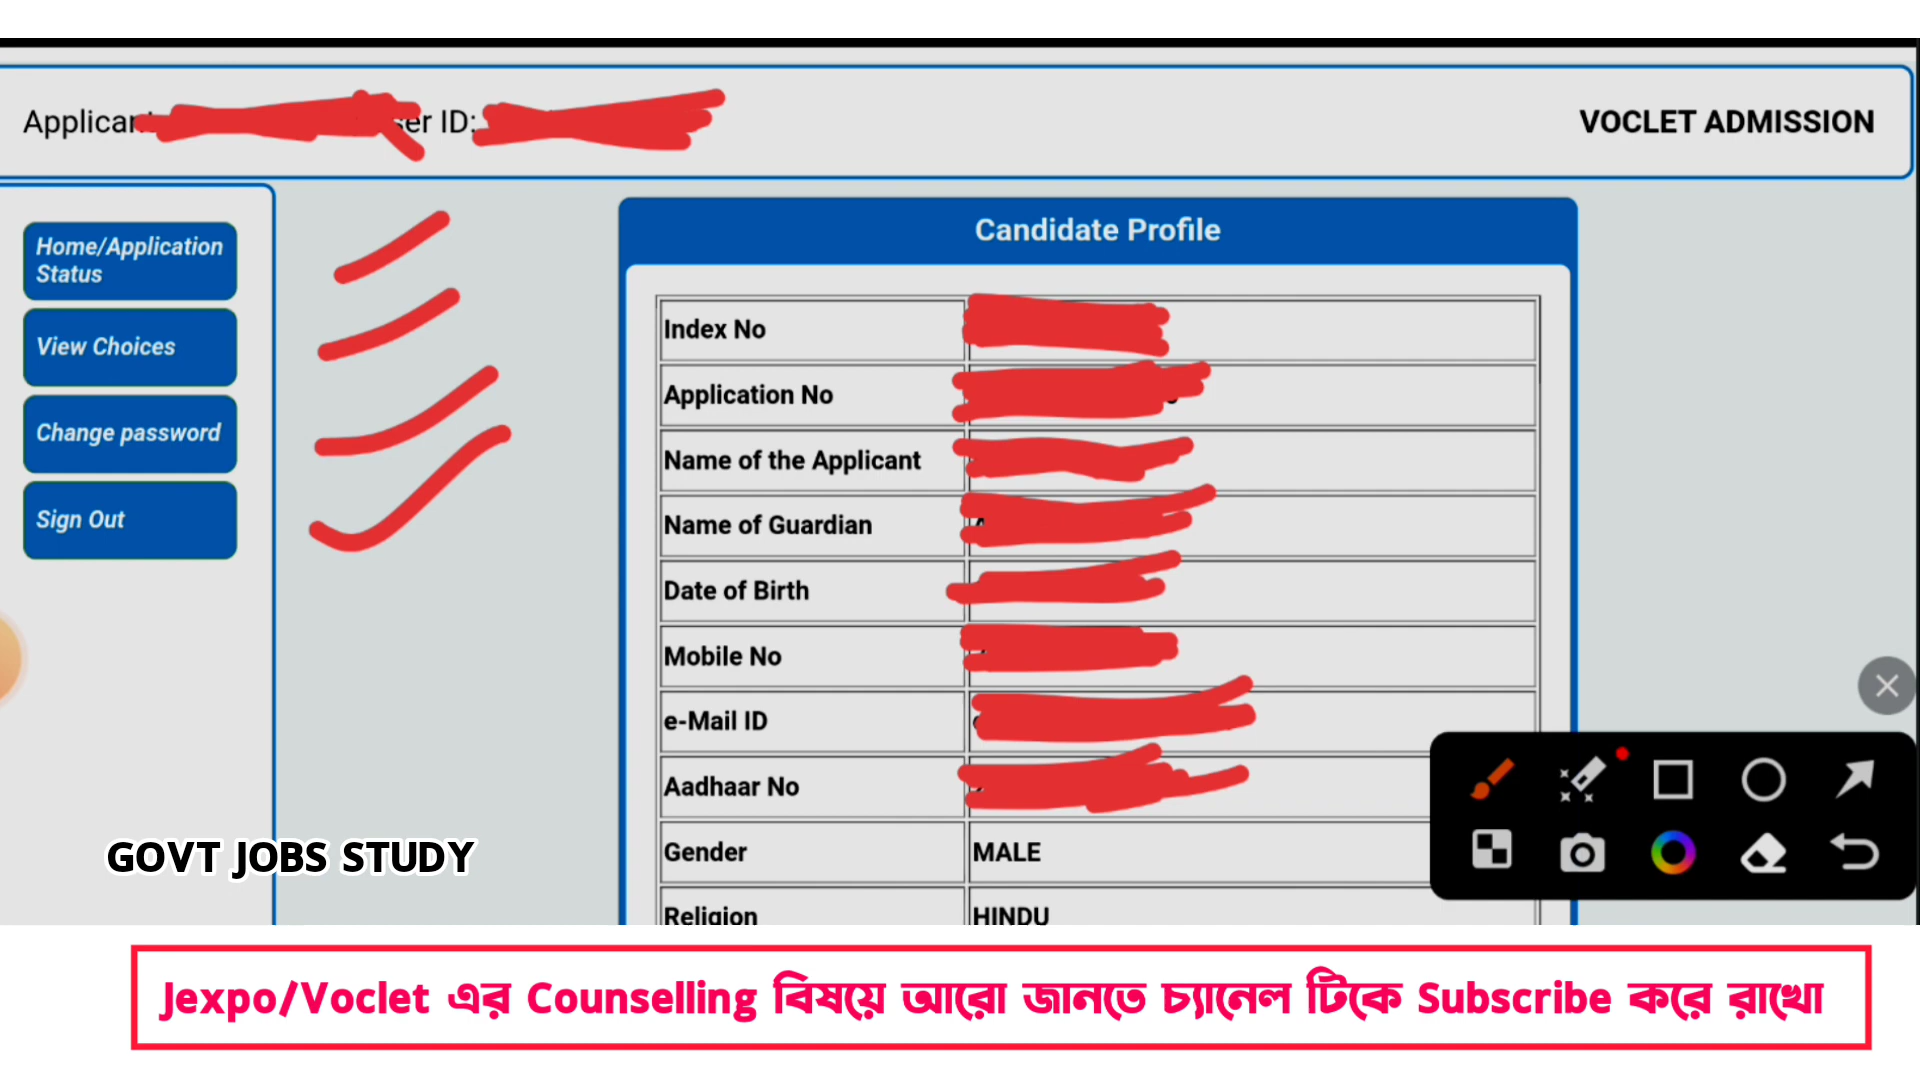 Applicant
ser ID:
VOCLET ADMISSION
Home/Application
Status
View Choices
Change password
Sign Out
Candidate Profile
Index No
Application No
Name of the Applicant
Name of Guardian
Date of Birth
Mobile No
e-Mail ID
Aadhaar No
Gender MALE
Religion HINDU
GOVT JOBS STUDY
Jexpo/Voclet এর Counselling বিষয়ে আরো জানতে চ্যানেল টিকে Subscribe করে রাখো